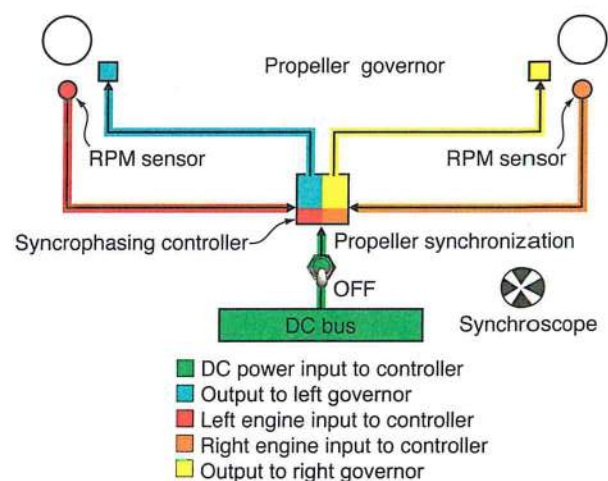 Propeller governor
RPM sensor
RPM sensor
Syncrophasing controller
Propeller synchronization
OFF
DC bus
Synchroscope
DC power input to controller
Output to left governor
Left engine input to controller
Right engine input to controller
Output to right governor